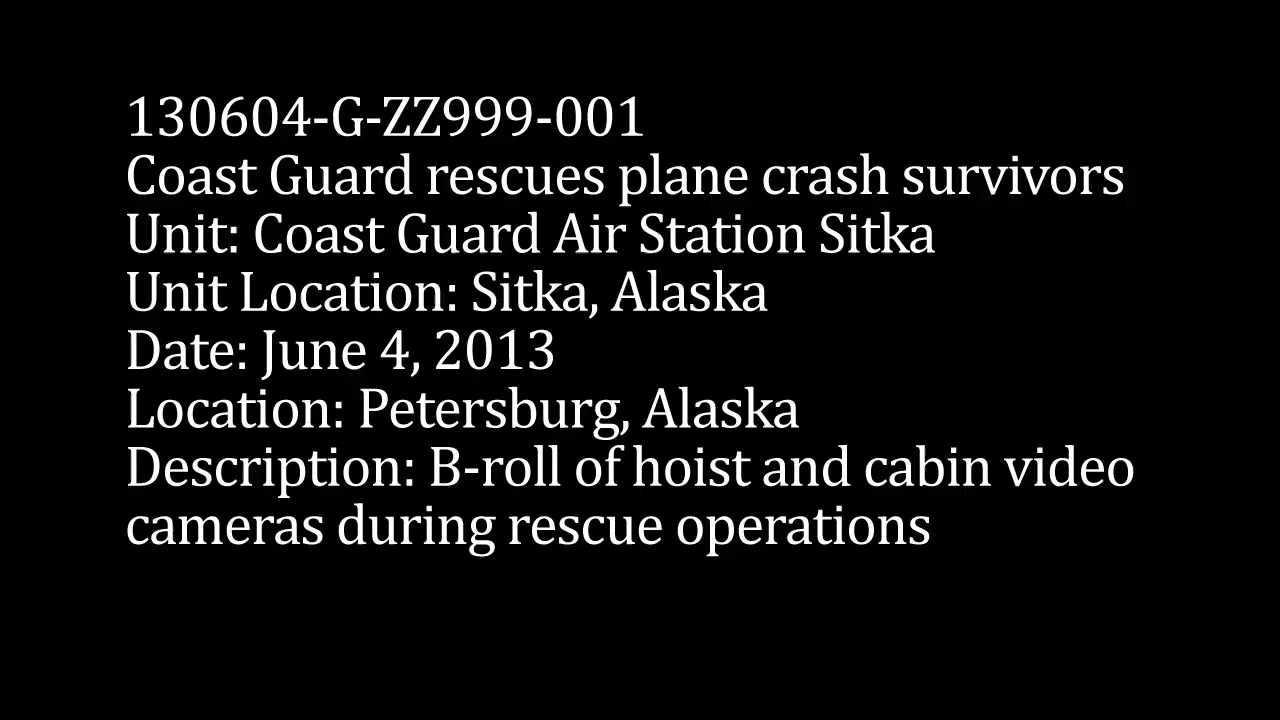 130604-G-ZZ999-001
Coast Guard rescues plane crash survivors
Unit: Coast Guard Air Station Sitka
Unit Location: Sitka, Alaska
Date: June 4, 2013
Location: Petersburg, Alaska
Description: B-roll of hoist and cabin video
cameras during rescue operations